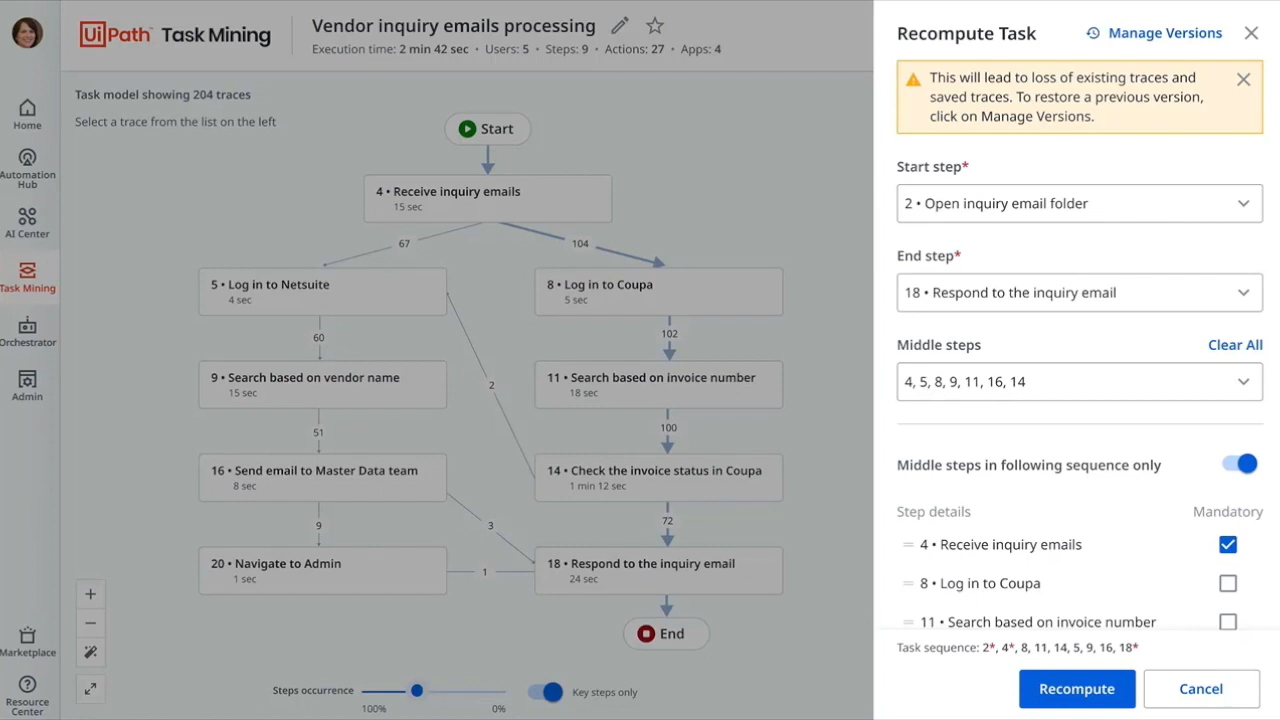 UiPath™ Task Mining
Vendor inquiry emails processing
Execution time: 2 min 42 sec • Users: 5 • Steps: 9 • Actions: 27 • Apps: 4
Home
Automation
Hub
AI Center
Task Mining
Orchestrator
Admin
Marketplace
Resource
Center
Task model showing 204 traces
Select a trace from the list on the left
Start
4 • Receive inquiry emails
15 sec
67
104
5 • Log in to Netsuite
4 sec
8 • Log in to Coupa
5 sec
60
102
9 • Search based on vendor name
15 sec
2
11 • Search based on invoice number
18 sec
51
100
16 • Send email to Master Data team
8 sec
14 • Check the invoice status in Coupa
1 min 12 sec
9
3
72
20 • Navigate to Admin
1 sec
1
18 • Respond to the inquiry email
24 sec
End
Steps occurrence
100%
0%
Key steps only
Recompute Task
Manage Versions
This will lead to loss of existing traces and
saved traces. To restore a previous version,
click on Manage Versions.
Start step*
2 • Open inquiry email folder
End step*
18 • Respond to the inquiry email
Middle steps
Clear All
4, 5, 8, 9, 11, 16, 14
Middle steps in following sequence only
Step details
Mandatory
4 • Receive inquiry emails
8 • Log in to Coupa
11 • Search based on invoice number
Task sequence: 2*, 4*, 8, 11, 14, 5, 9, 16, 18*
Recompute
Cancel